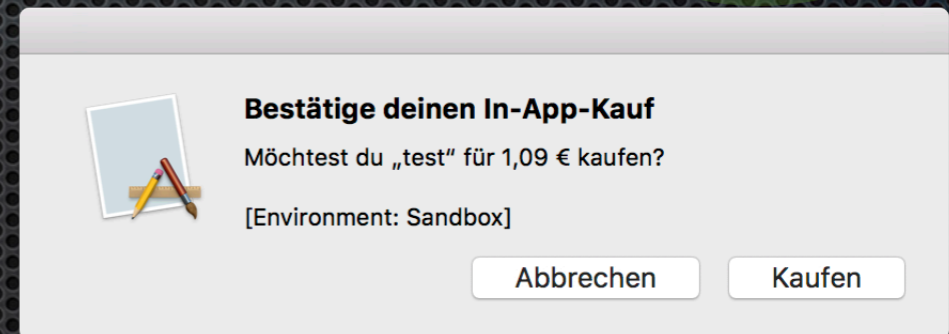 Bestätige deinen In-App-Kauf
Möchtest du „test“ für 1,09 € kaufen?
[Environment: Sandbox]
Abbrechen
Kaufen